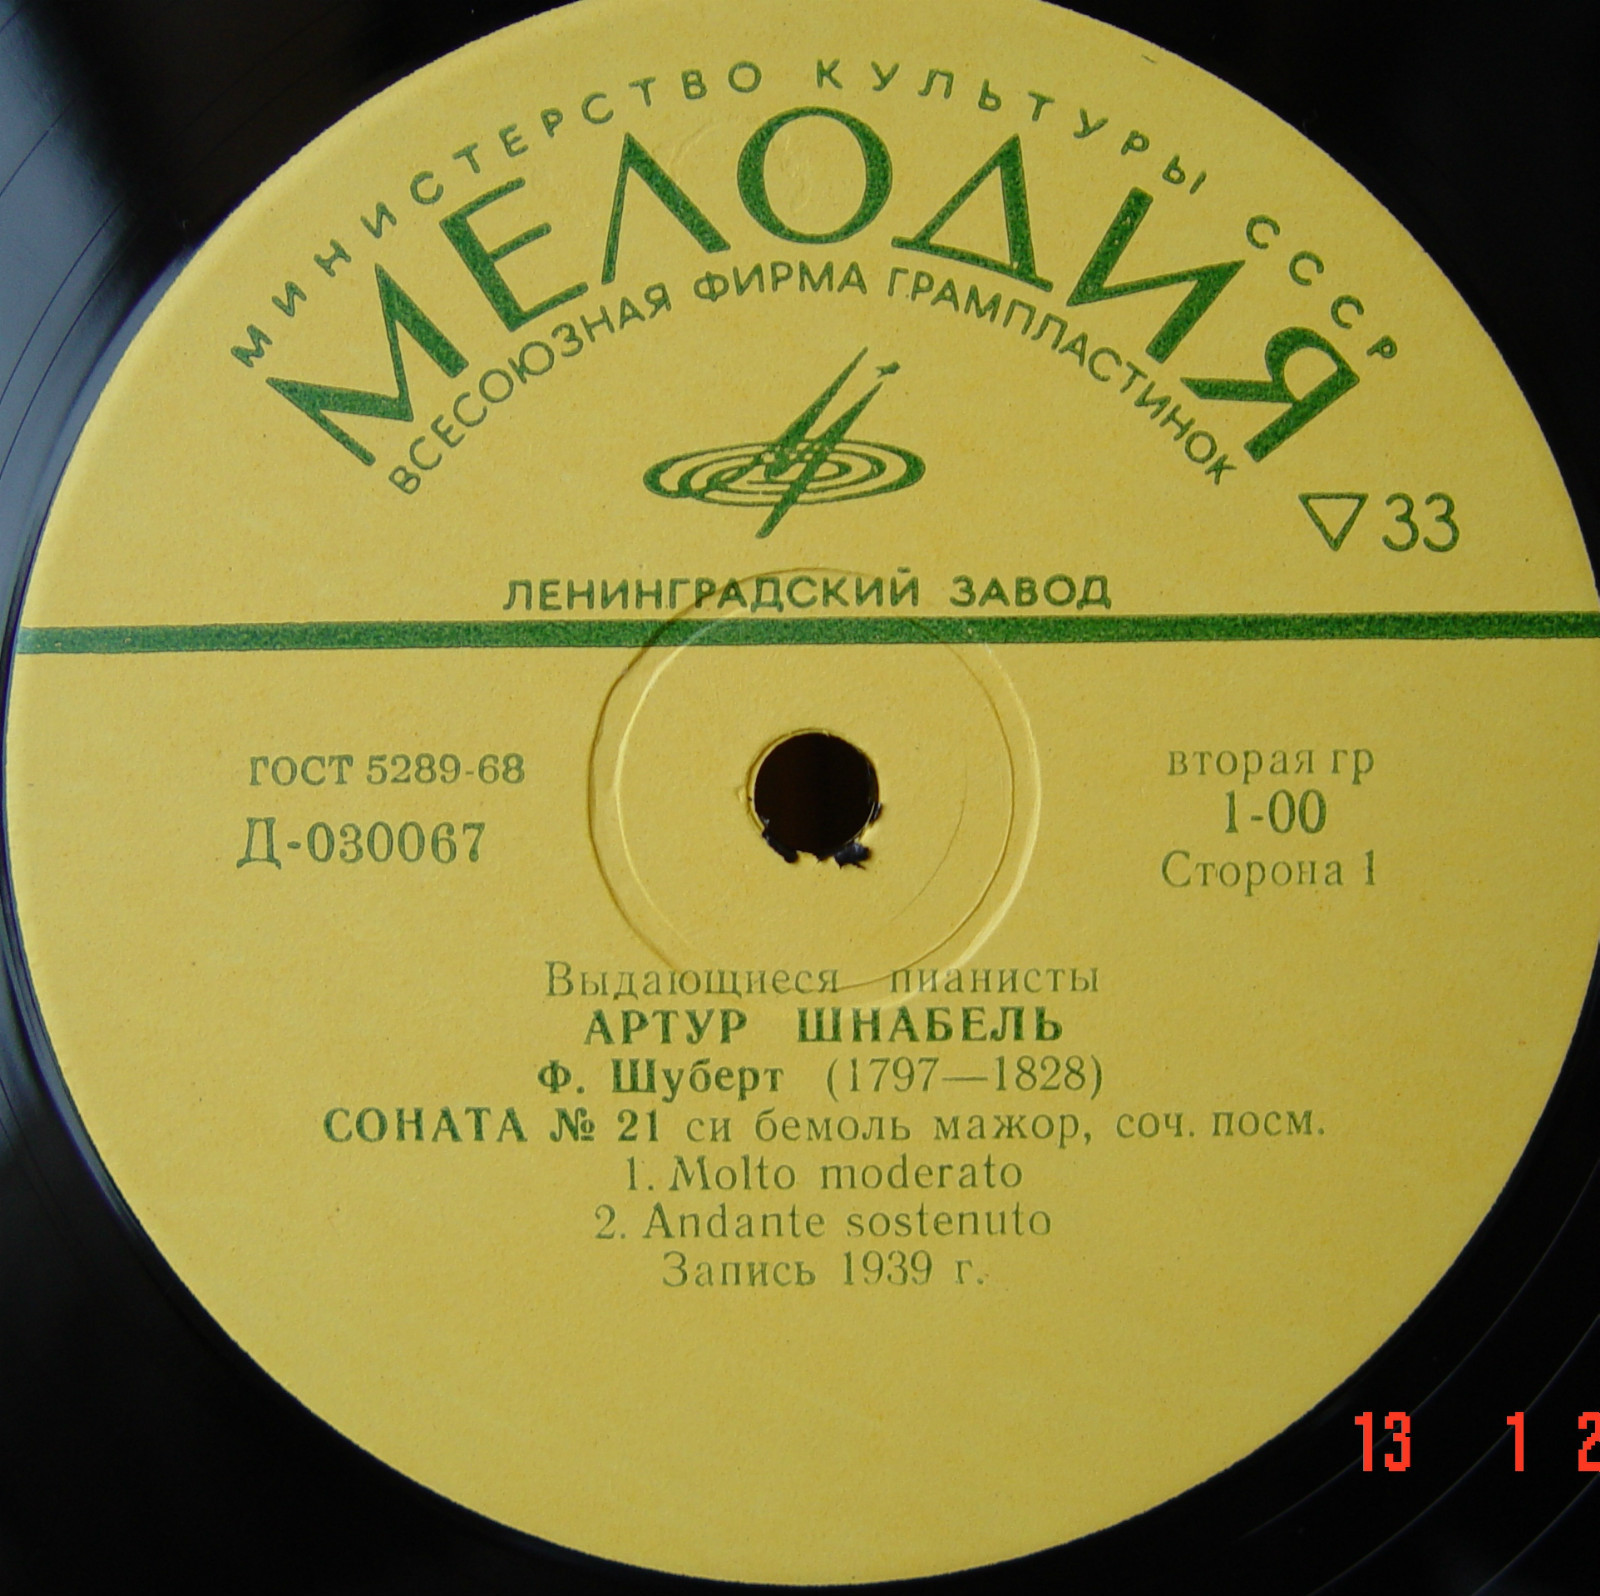 МИНИСТЕРСТВО КУЛЬТУРЫ СССР
МЕЛОДИЯ
ВСЕСОЮЗНАЯ ФИРМА ГРАМПЛАСТИНОК
33
ЛЕНИНГРАДСКИЙ ЗАВОД
ГОСТ 5289-68
вторая гр
Д-030067
1-00
Сторона 1
Выдающиеся пианисты
АРТУР ШНАБЕЛЬ
Ф. Шуберт (1797—1828)
СОНАТА № 21 си бемоль мажор, соч. посм.
1. Molto moderato
2. Andante sostenuto
Запись 1939 г.
13 1 2